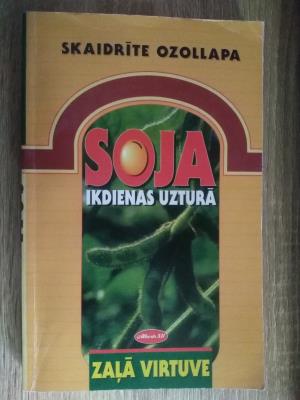 SKAIDRĪTE OZOLLAPA
SOJA
IKDIENAS UZTURĀ
ZAĻĀ VIRTUVE